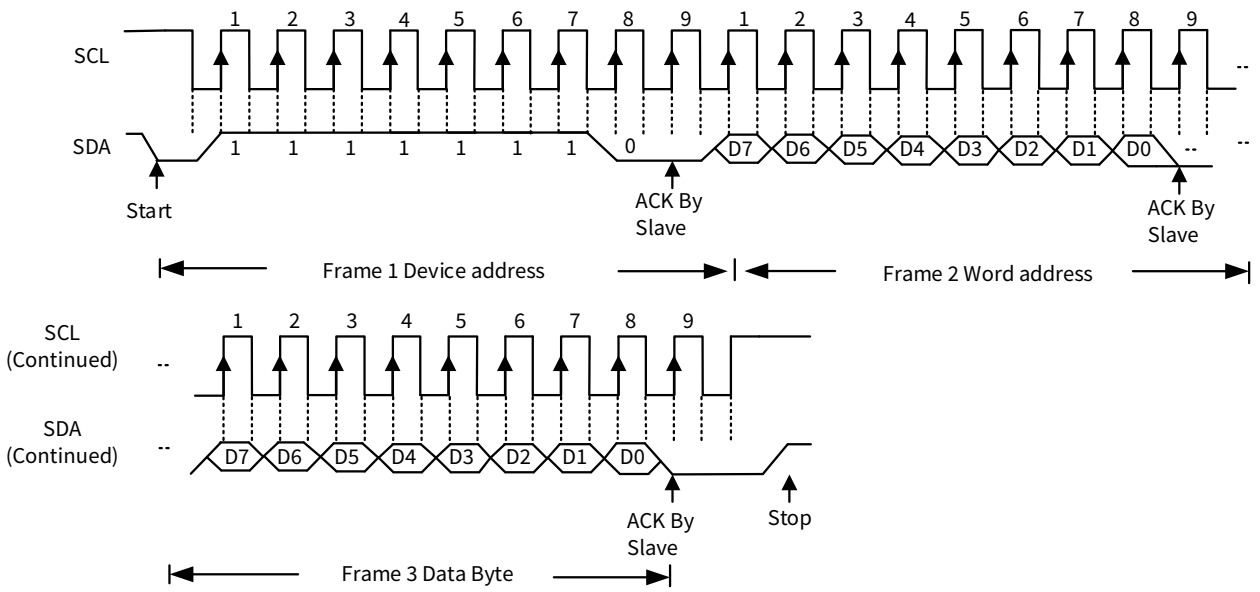 1 2 3 4 5 6 7 8 9 1 2 3 4 5 6 7 8 9
SCL --
SDA 1 1 1 1 1 1 1 0 D7 D6 D5 D4 D3 D2 D1 D0 -- --
Start
ACK By
Slave
ACK By
Slave
Frame 1 Device address
Frame 2 Word address
1 2 3 4 5 6 7 8 9
SCL
(Continued) --
SDA
(Continued) --
D7 D6 D5 D4 D3 D2 D1 D0
ACK By
Slave
Stop
Frame 3 Data Byte